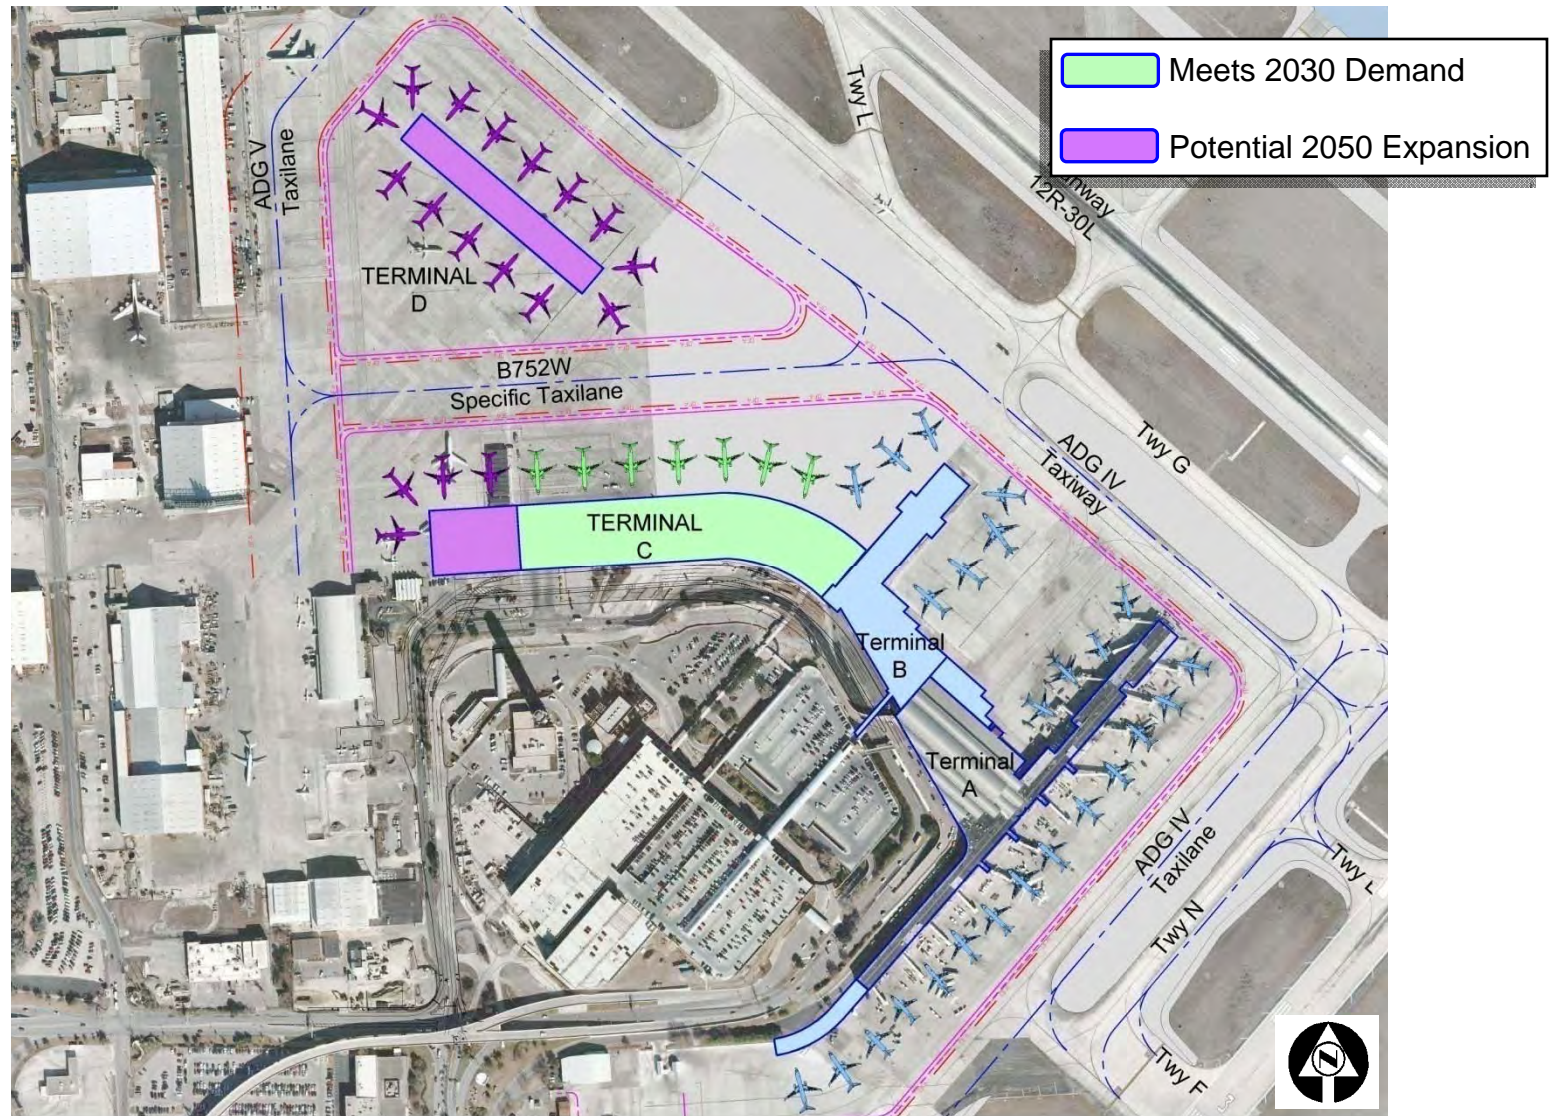 Meets 2030 Demand
Potential 2050 Expansion
Twy L
Runway
12R-30L
ADG V
Taxilane
TERMINAL
D
B752W
Specific Taxilane
ADG IV
Taxiway
Twy G
TERMINAL
C
Terminal
B
Terminal
A
ADG IV
Taxilane
Twy N
Twy
Twy F
N